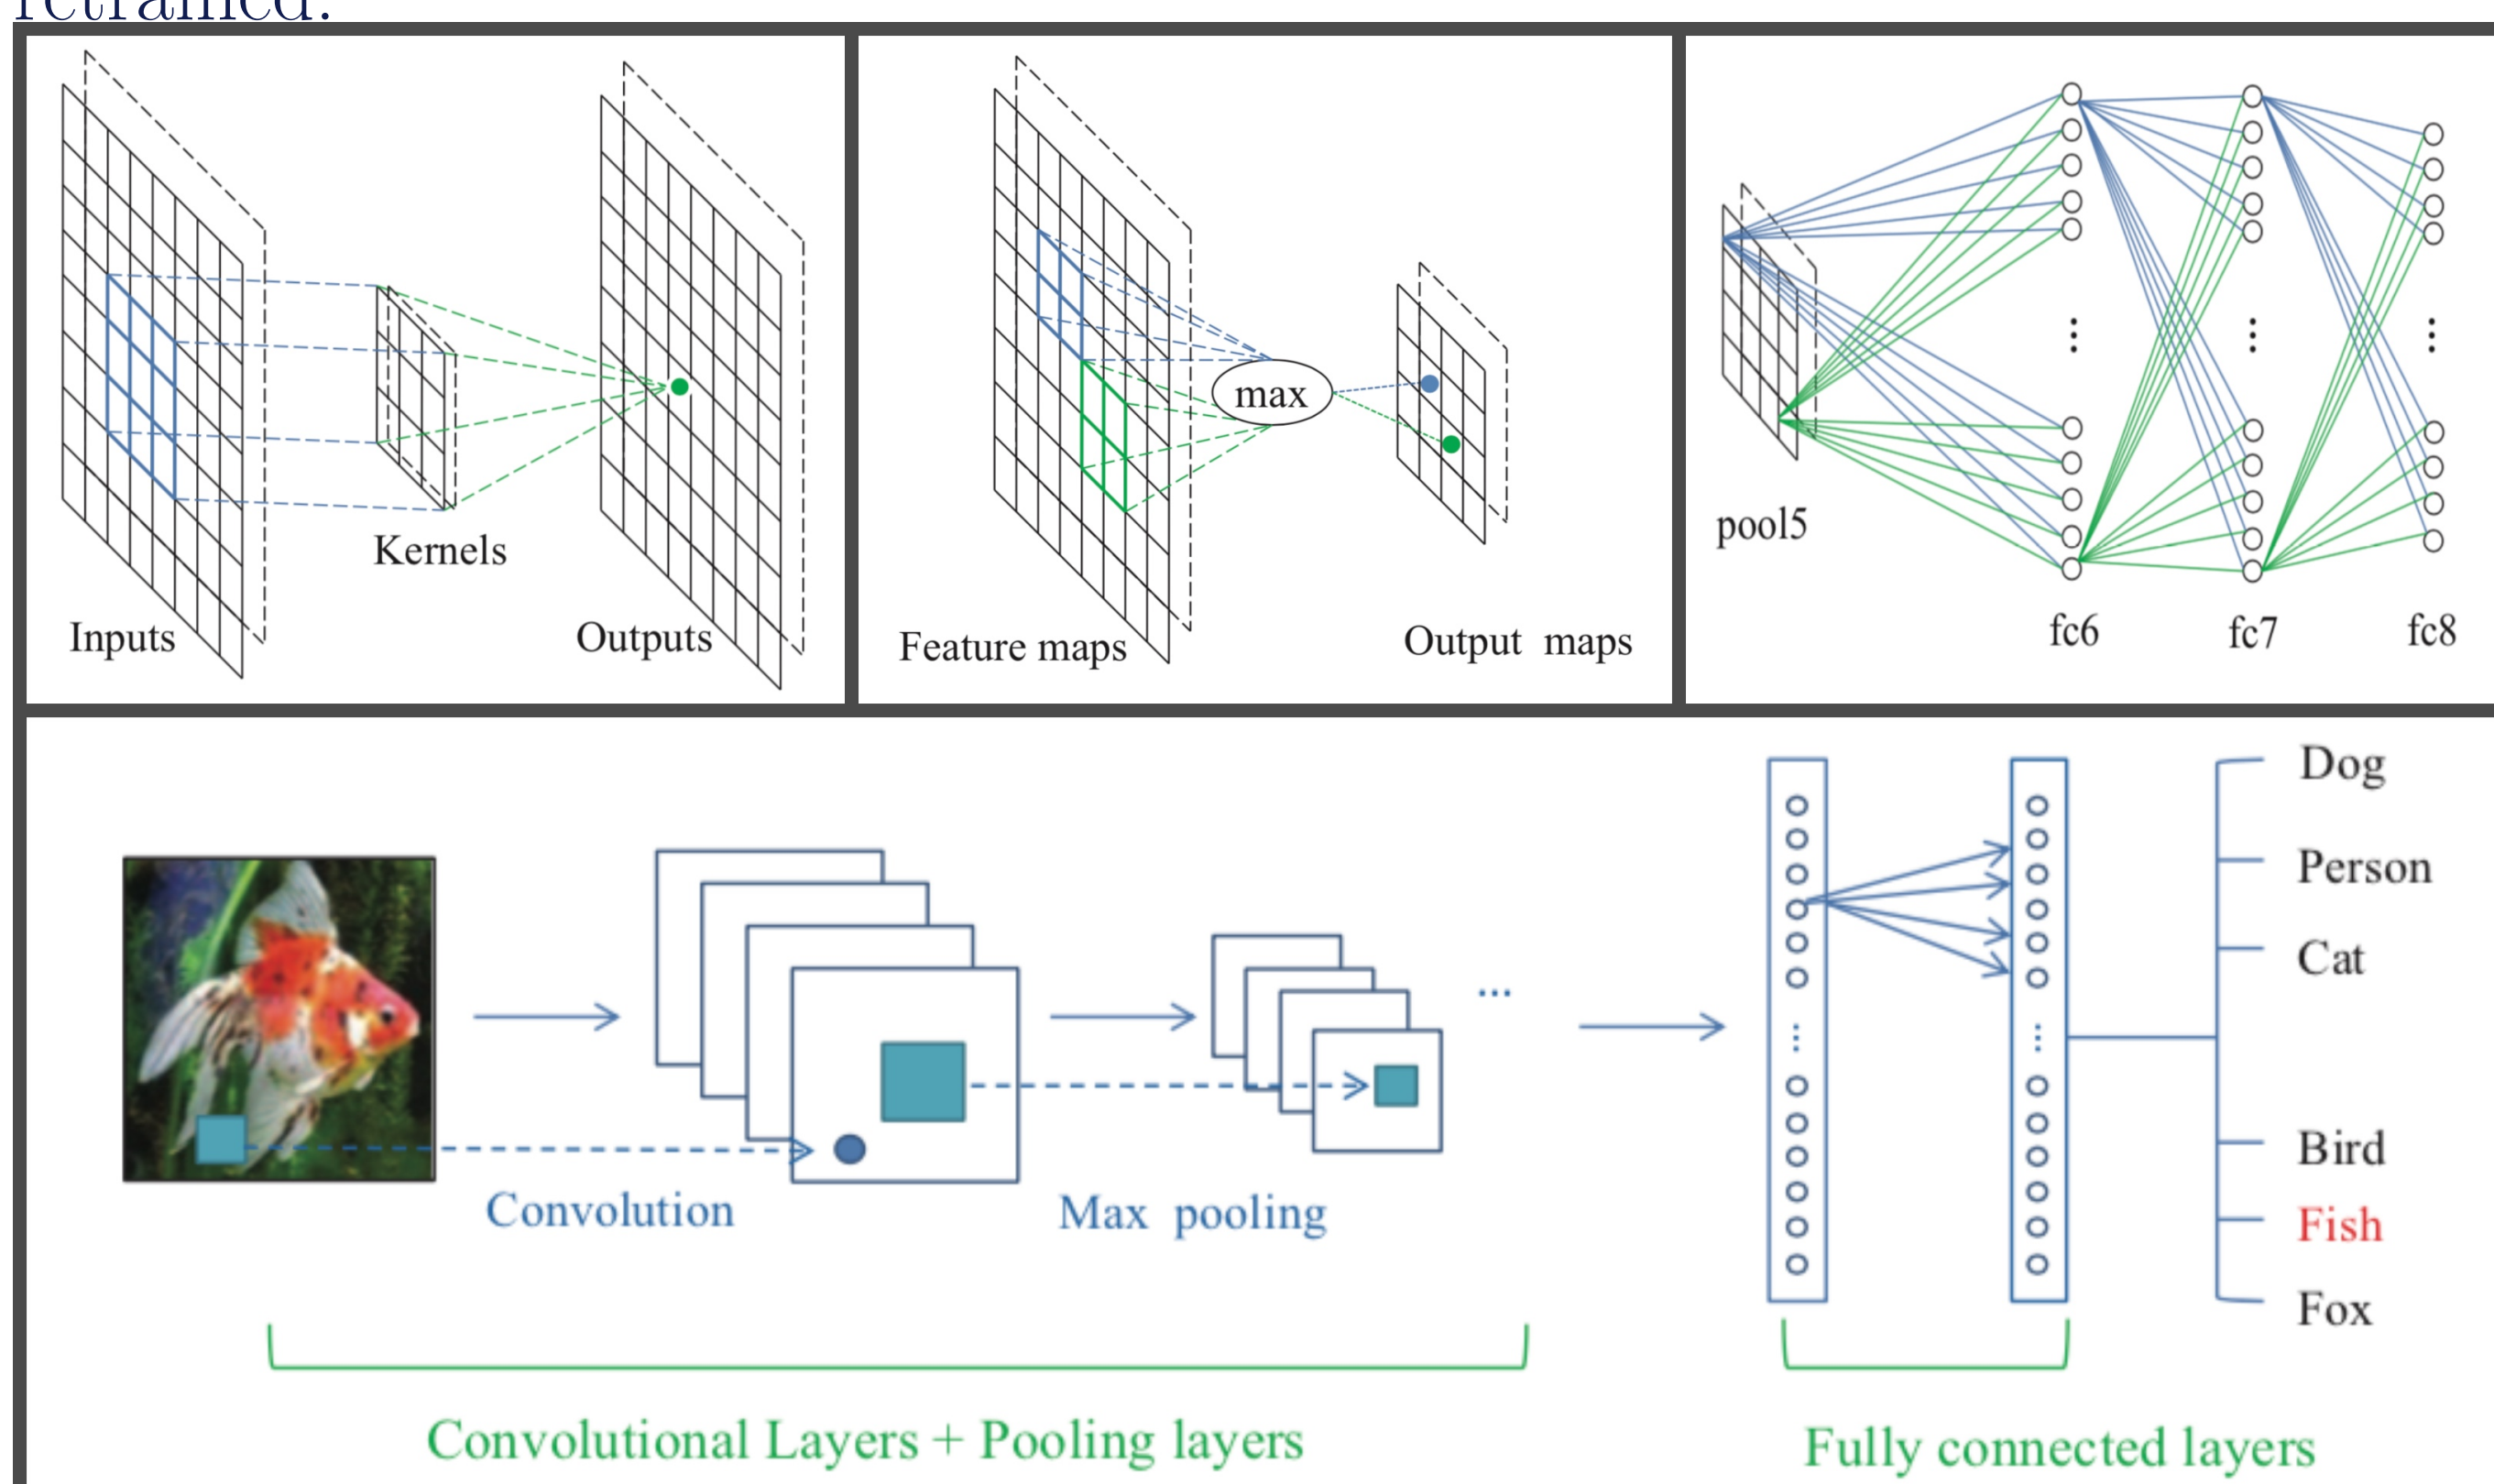 retrained.
Kernels
Inputs
Outputs
max
Feature maps
Output maps
pool5
fc6
fc7
fc8
Dog
Person
Cat
Bird
Fish
Fox
Convolution
Max pooling
...
Convolutional Layers + Pooling layers
Fully connected layers